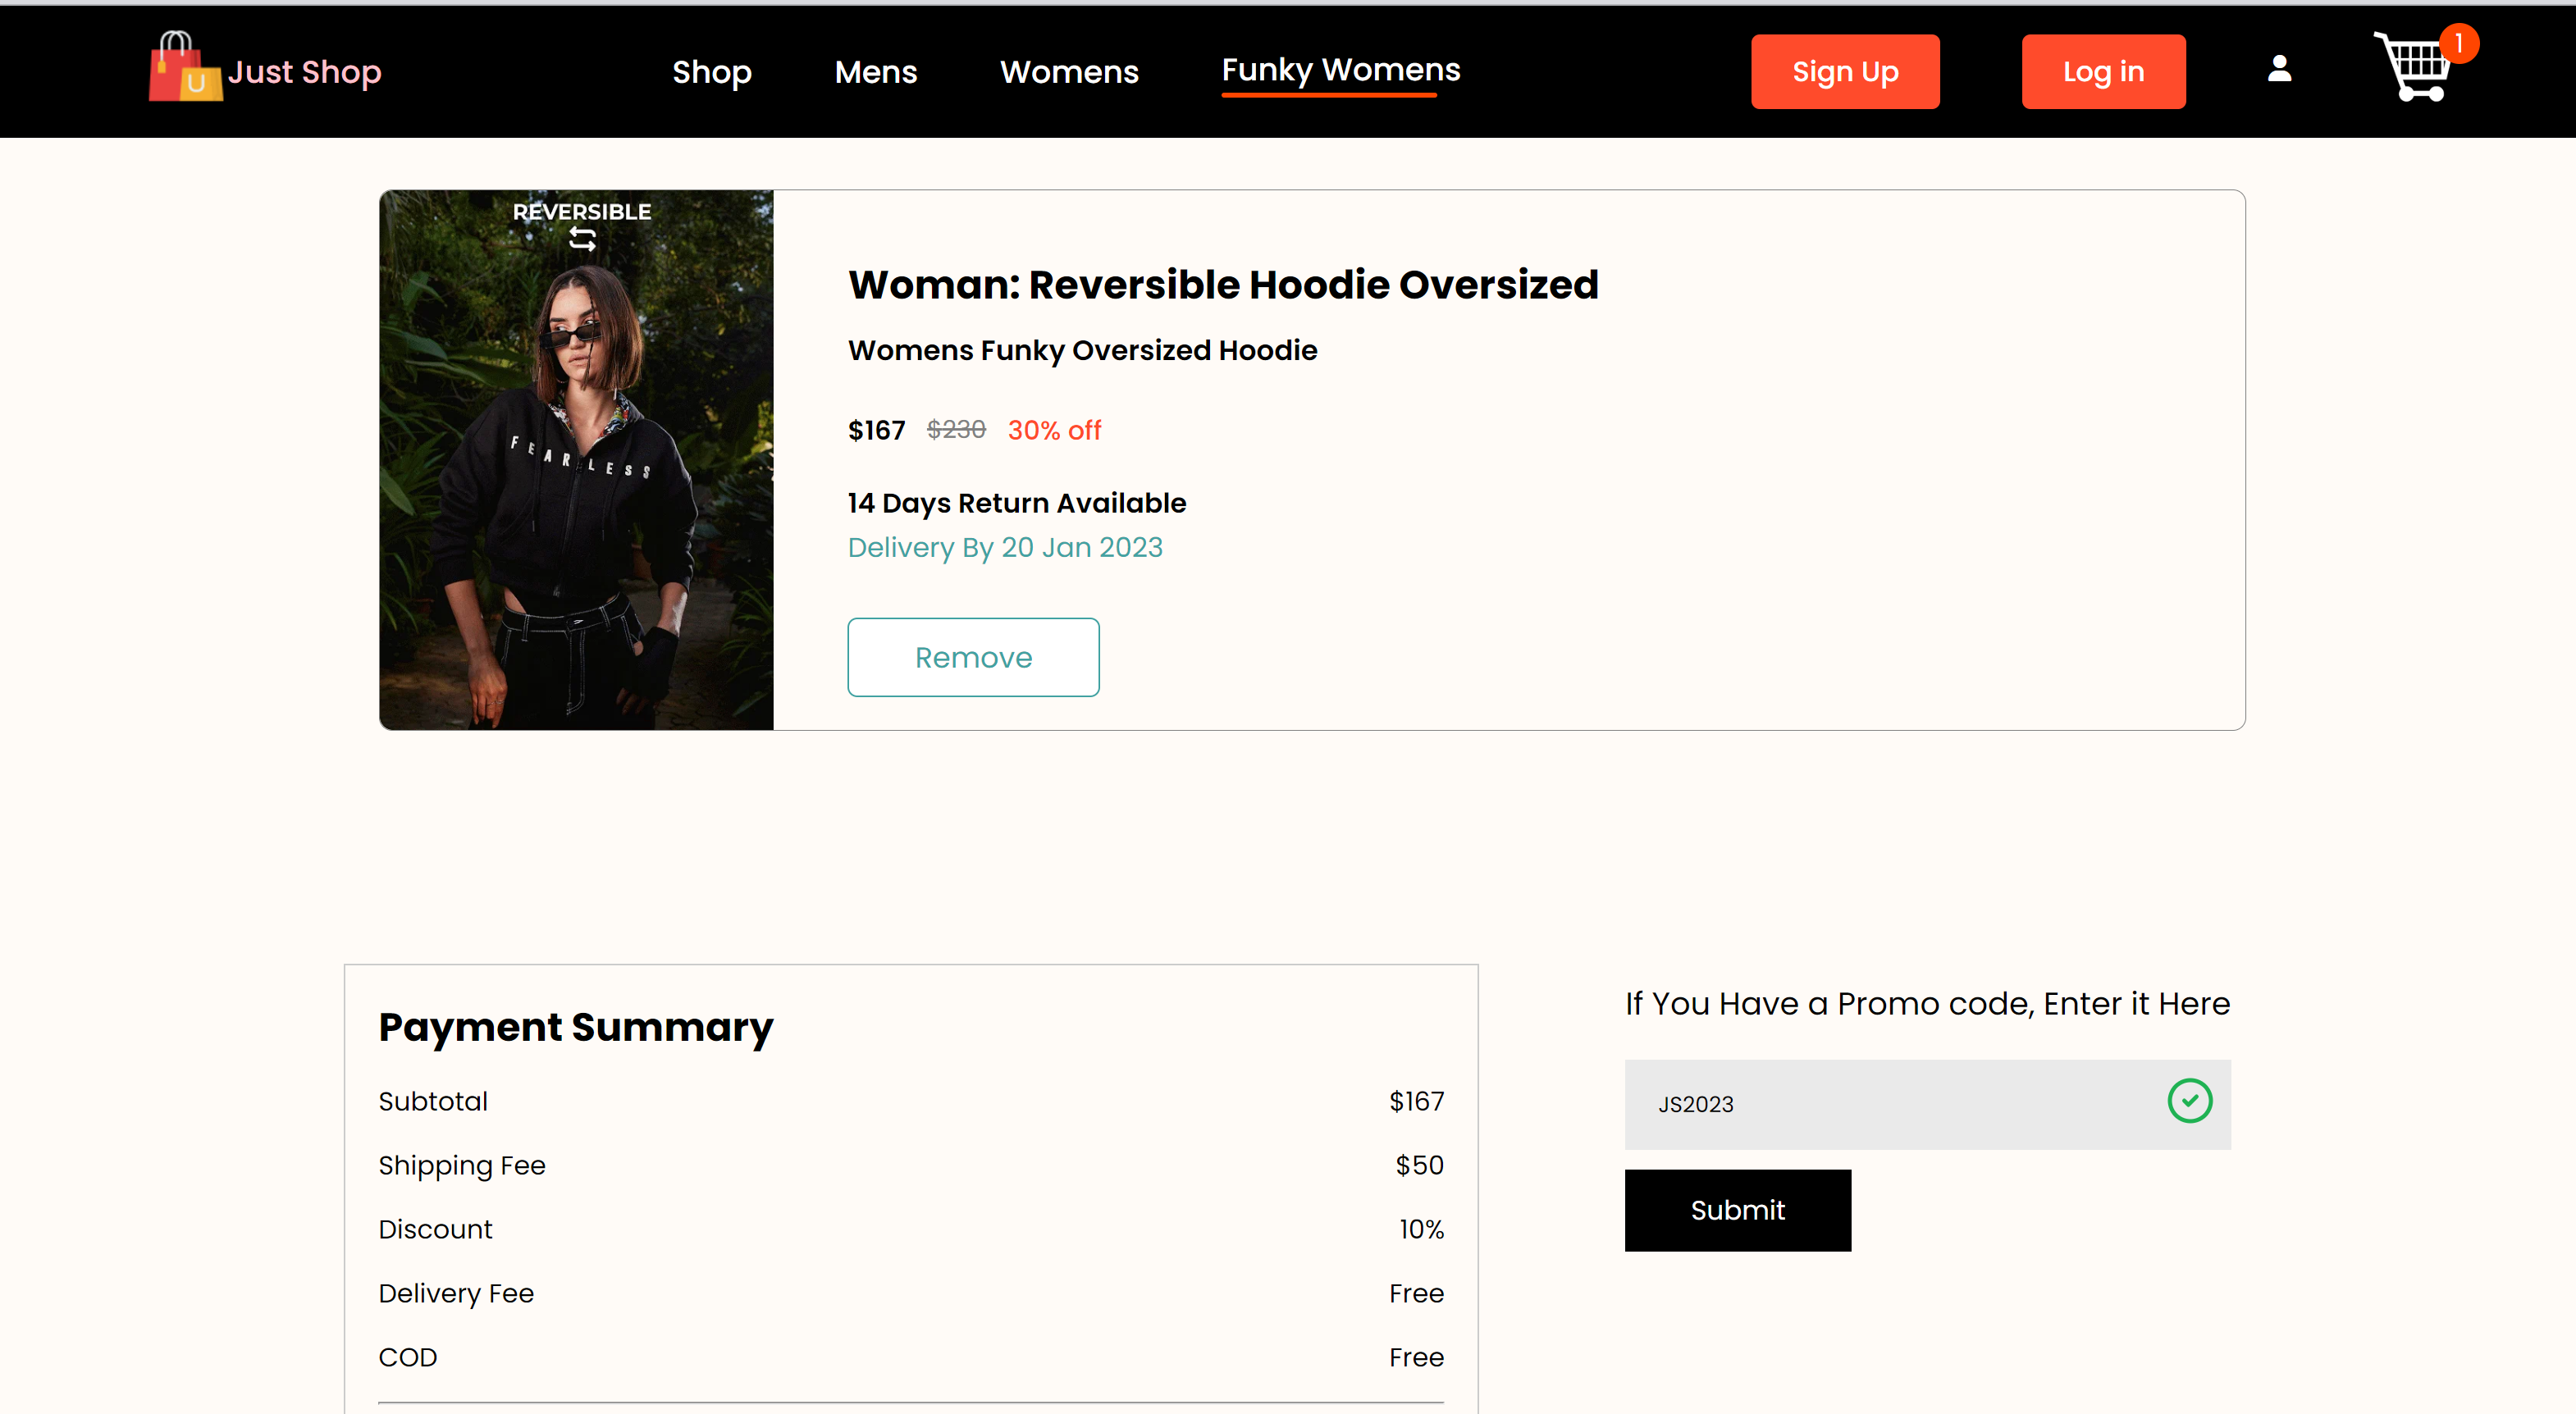 U
Just Shop
Shop
Mens
Womens
Funky Womens
Sign Up
Log in
1
REVERSIBLE
FEARLESS
Woman: Reversible Hoodie Oversized
Womens Funky Oversized Hoodie
$167 $230 30% off
14 Days Return Available
Delivery By 20 Jan 2023
Remove
Payment Summary
Subtotal $167
Shipping Fee $50
Discount 10%
Delivery Fee Free
COD Free
If You Have a Promo code, Enter it Here
JS2023
Submit